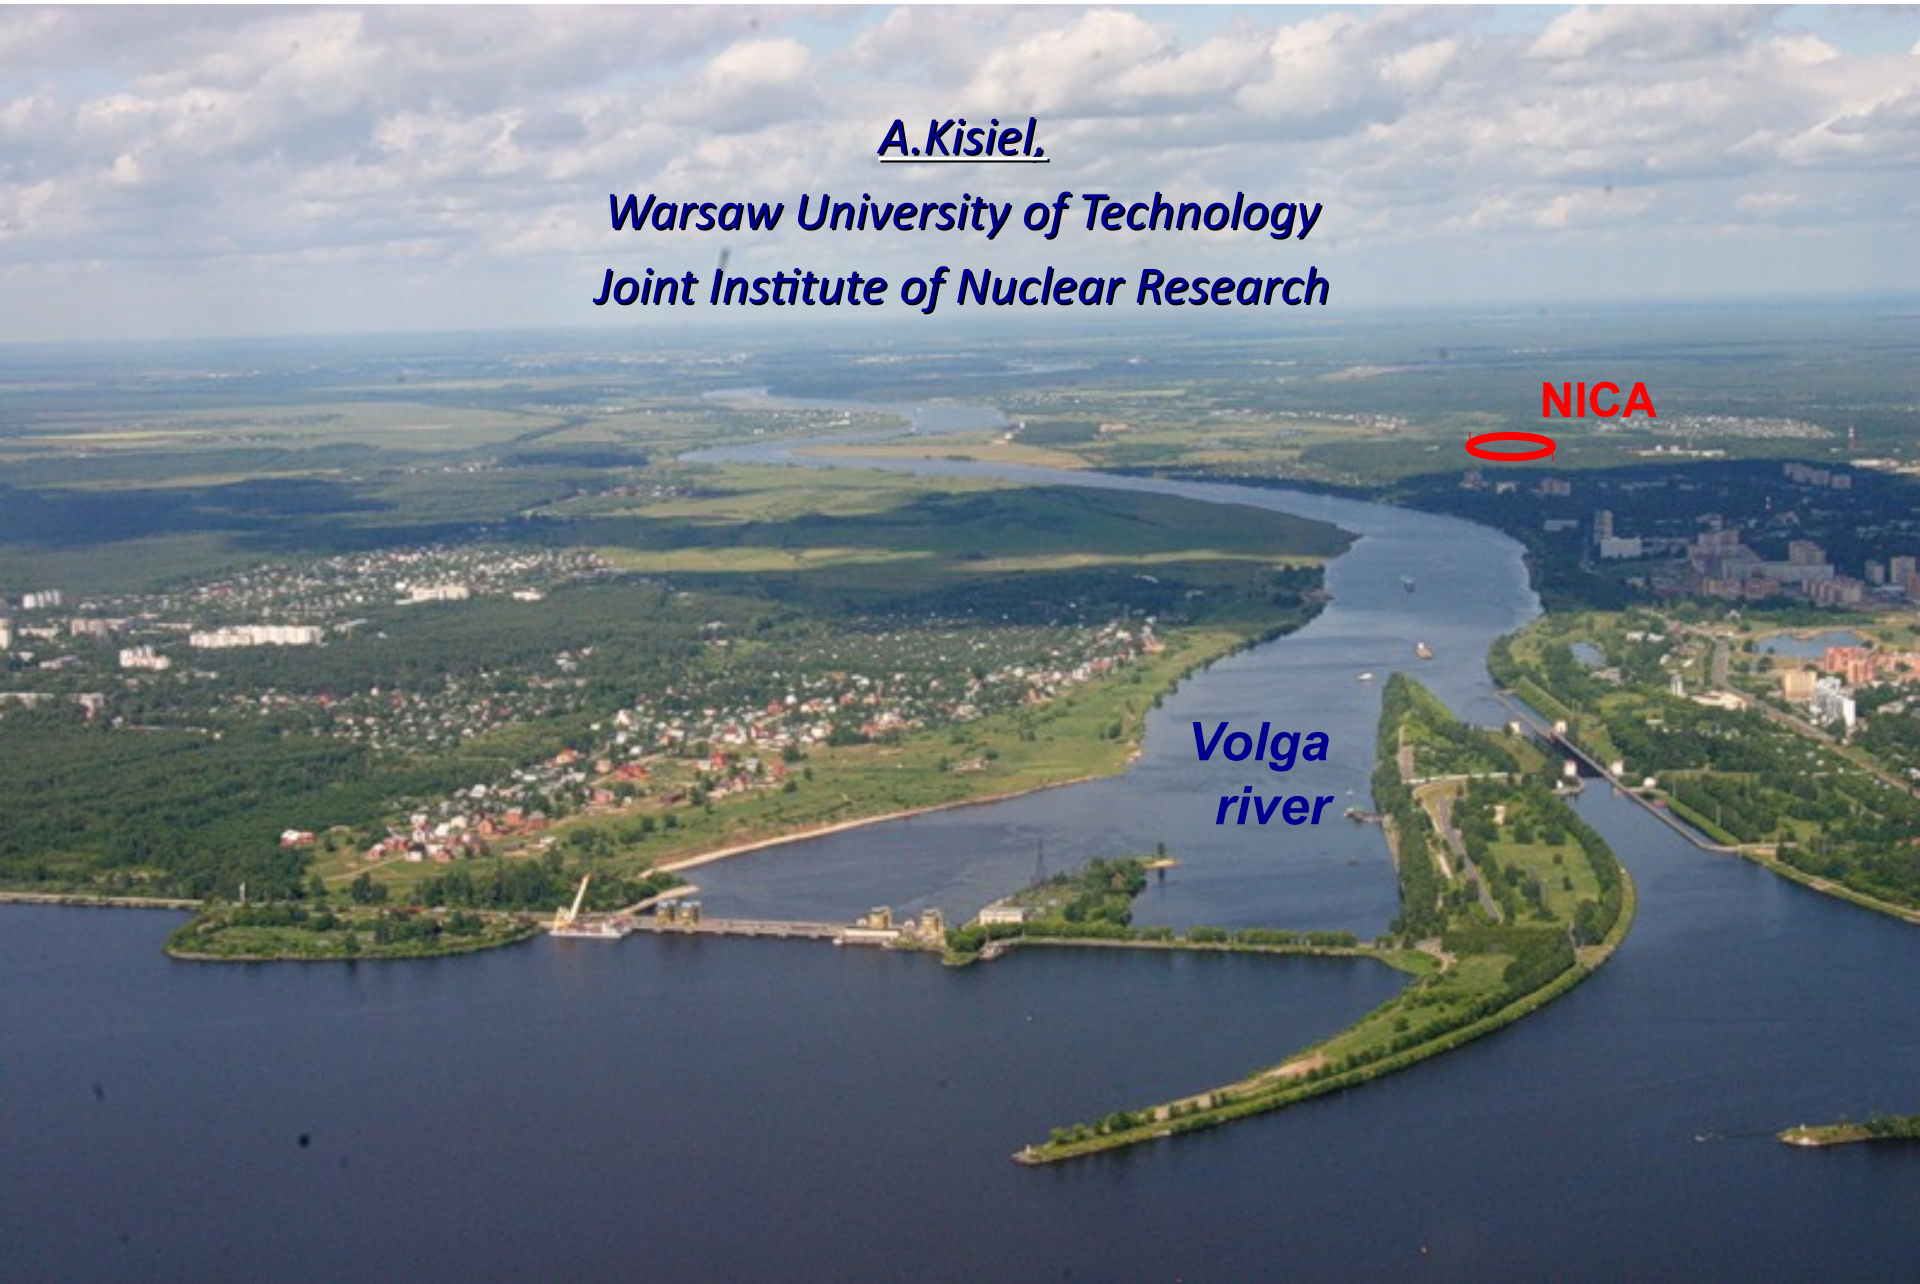 A.Kisiel,
Warsaw University of Technology
Joint Institute of Nuclear Research
NICA
Volga
river